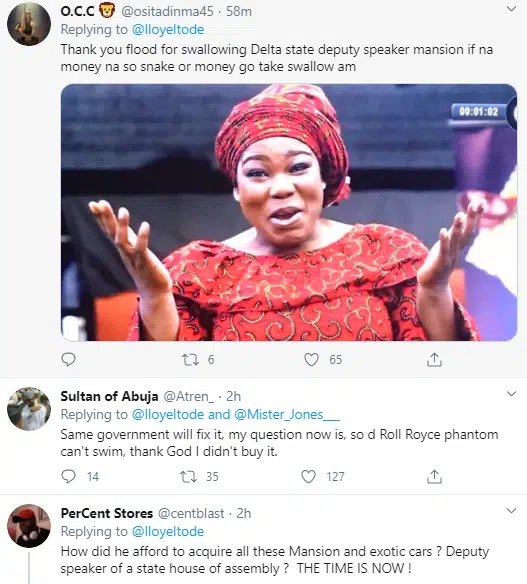 O.C.C 🦁 @ositadinma45 · 58m
Replying to @lloyeltode
Thank you flood for swallowing Delta state deputy speaker mansion if na
money na so snake or money go take swallow am
00:01:02
6 65
Sultan of Abuja @Atren_ · 2h
Replying to @lloyeltode and @Mister_Jones___
Same government will fix it, my question now is, so d Roll Royce phantom
can't swim, thank God I didn't buy it.
14 35 127
PerCent Stores @centblast · 2h
Replying to @lloyeltode
How did he afford to acquire all these Mansion and exotic cars ? Deputy
speaker of a state house of assembly ? THE TIME IS NOW !